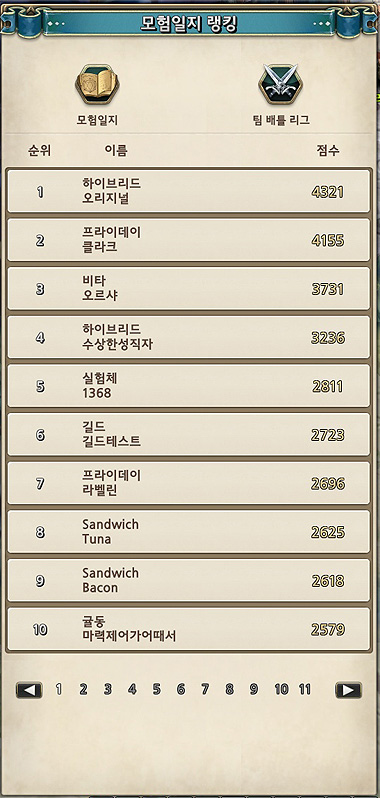 모험일지 랭킹
모험일지 팀 배틀 리그
순위 이름 점수
1 하이브리드 4321
오리지널
2 프라이데이 4155
클라크
3 비타 3731
오르샤
4 하이브리드 3236
수상한성직자
5 실험체 2811
1368
6 길드 2723
길드테스트
7 프라이데이 2696
라벨린
8 Sandwich 2625
Tuna
9 Sandwich 2618
Bacon
10 귤동 2579
마력제어가어때서
1 2 3 4 5 6 7 8 9 10 11